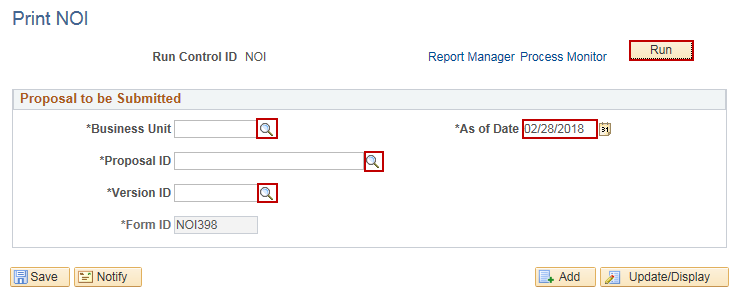 Print NOI
Run Control ID NOI Report Manager Process Monitor Run
Proposal to be Submitted
*Business Unit *As of Date 02/28/2018 31
*Proposal ID
*Version ID
*Form ID NOI398
Save Notify Add Update/Display